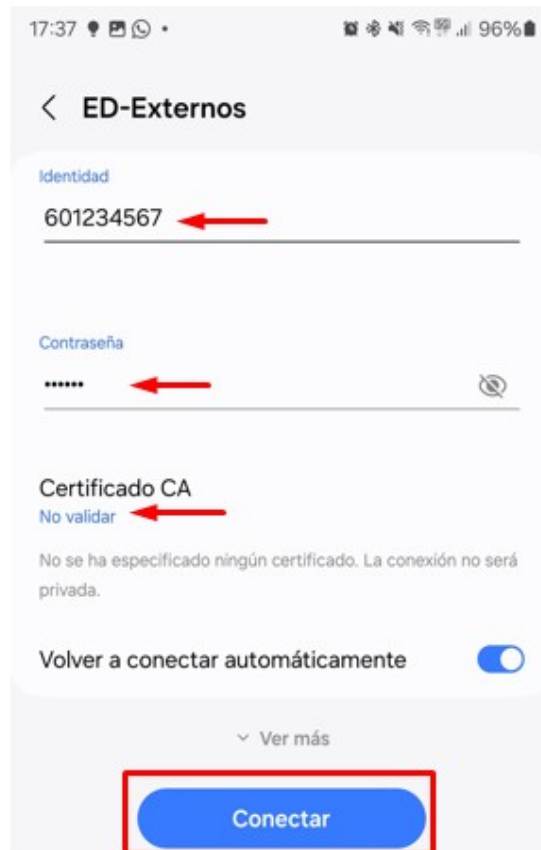 17:37
96%
ED-Externos
Identidad
601234567
Contraseña
••••••
Certificado CA
No validar
No se ha especificado ningún certificado. La conexión no será
privada.
Volver a conectar automáticamente
Ver más
Conectar